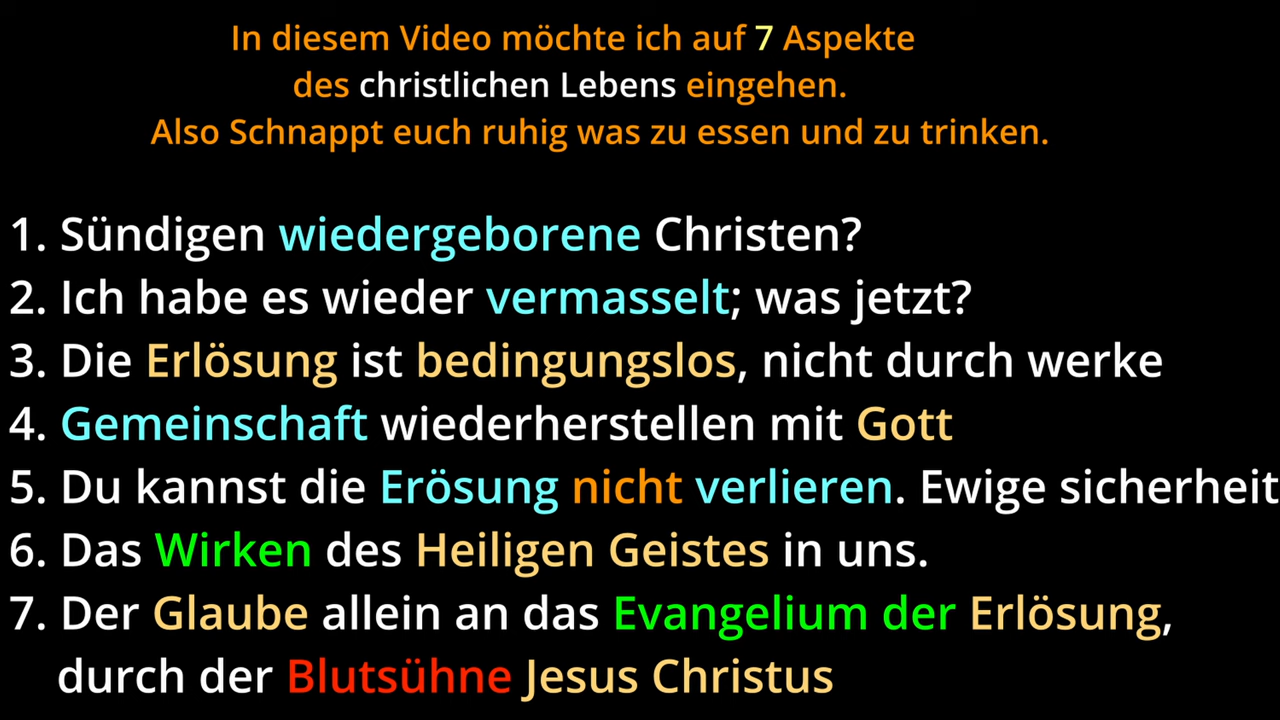 In diesem Video möchte ich auf 7 Aspekte
des christlichen Lebens eingehen.
Also Schnappt euch ruhig was zu essen und zu trinken.
1. Sündigen wiedergeborene Christen?
2. Ich habe es wieder vermasselt; was jetzt?
3. Die Erlösung ist bedingungslos, nicht durch werke
4. Gemeinschaft wiederherstellen mit Gott
5. Du kannst die Erösung nicht verlieren. Ewige sicherheit
6. Das Wirken des Heiligen Geistes in uns.
7. Der Glaube allein an das Evangelium der Erlösung,
durch der Blutsühne Jesus Christus